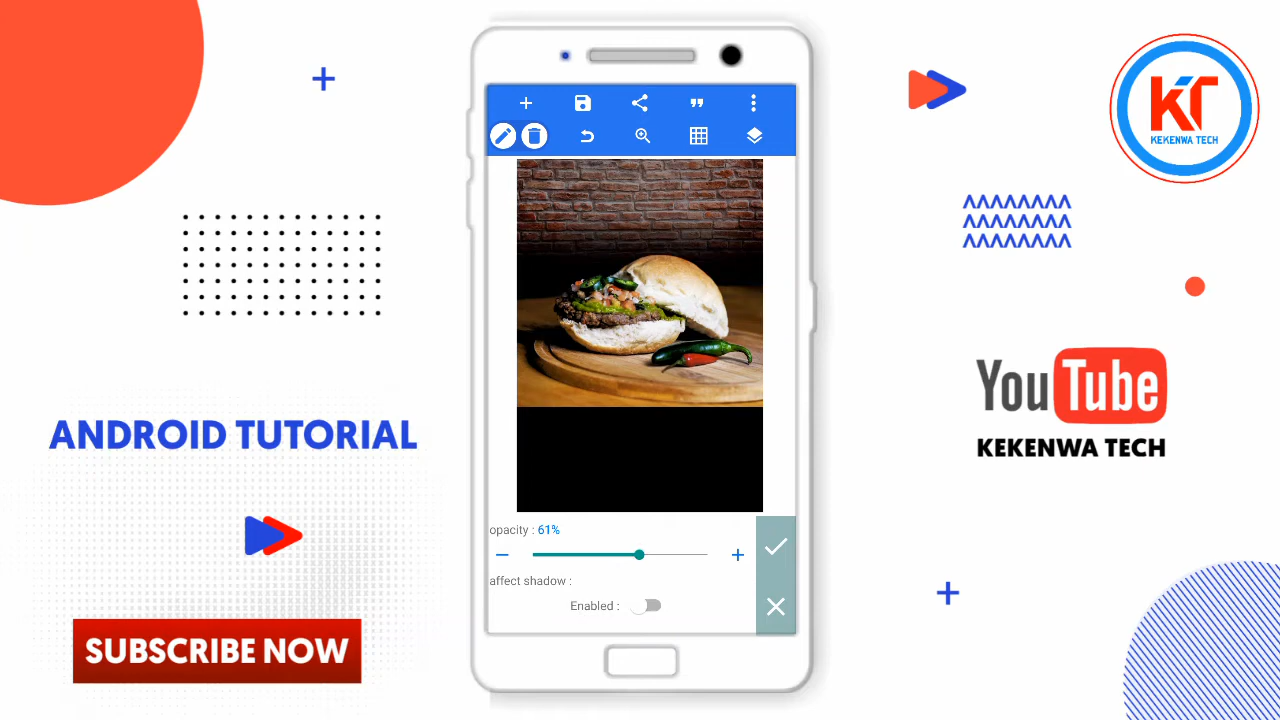 KT
KEKENWA TECH
YouTube
KEKENWA TECH
ANDROID TUTORIAL
opacity : 61%
affect shadow :
Enabled :
SUBSCRIBE NOW